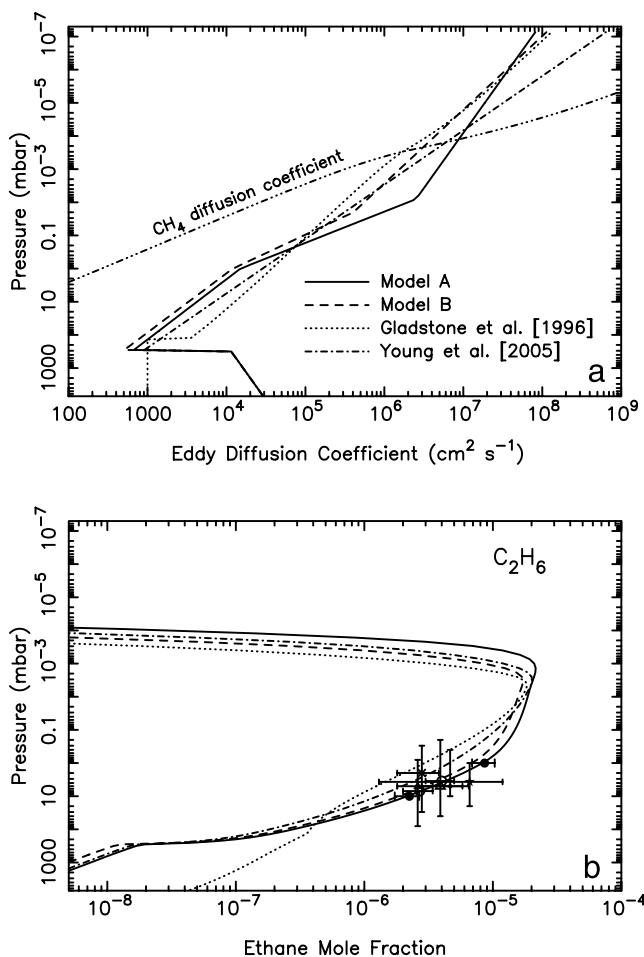 10⁻⁷
10⁻⁵
10⁻³
0.1
10
1000
Pressure (mbar)
CH₄ diffusion coefficient
Model A
Model B
Gladstone et al. [1996]
Young et al. [2005]
a
100 1000 10⁴ 10⁵ 10⁶ 10⁷ 10⁸ 10⁹
Eddy Diffusion Coefficient (cm² s⁻¹)
10⁻⁷
10⁻⁵
10⁻³
0.1
10
1000
Pressure (mbar)
C₂H₆
b
10⁻⁸ 10⁻⁷ 10⁻⁶ 10⁻⁵ 10⁻⁴
Ethane Mole Fraction